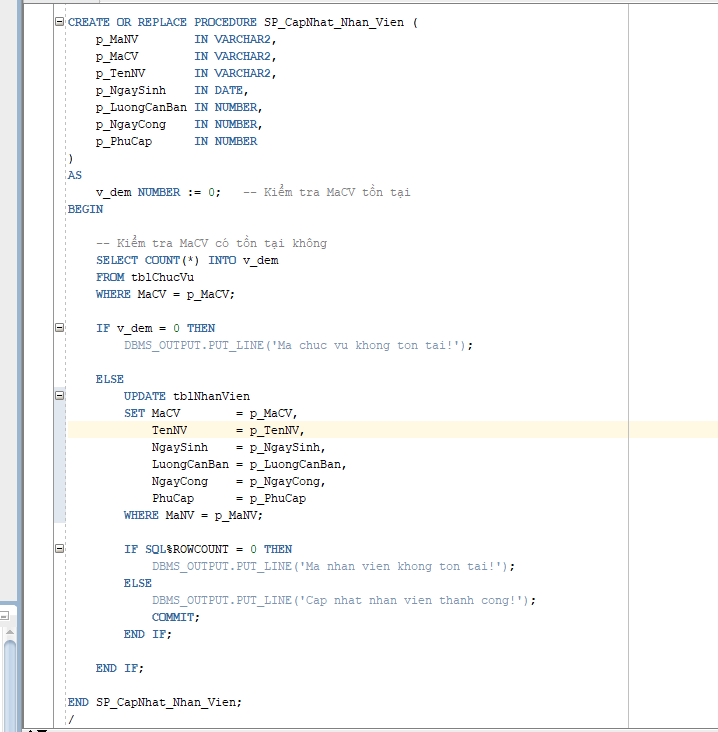 CREATE OR REPLACE PROCEDURE SP_CapNhat_Nhan_Vien (
    p_MaNV        IN VARCHAR2,
    p_MaCV        IN VARCHAR2,
    p_TenNV       IN VARCHAR2,
    p_NgaySinh    IN DATE,
    p_LuongCanBan IN NUMBER,
    p_NgayCong    IN NUMBER,
    p_PhuCap      IN NUMBER
)
AS
    v_dem NUMBER := 0;   -- Kiểm tra MaCV tồn tại
BEGIN

    -- Kiểm tra MaCV có tồn tại không
    SELECT COUNT(*) INTO v_dem
    FROM tblChucVu
    WHERE MaCV = p_MaCV;

    IF v_dem = 0 THEN
        DBMS_OUTPUT.PUT_LINE('Ma chuc vu khong ton tai!');

    ELSE
        UPDATE tblNhanVien
        SET MaCV        = p_MaCV,
            TenNV       = p_TenNV,
            NgaySinh    = p_NgaySinh,
            LuongCanBan = p_LuongCanBan,
            NgayCong    = p_NgayCong,
            PhuCap      = p_PhuCap
        WHERE MaNV = p_MaNV;

        IF SQL%ROWCOUNT = 0 THEN
            DBMS_OUTPUT.PUT_LINE('Ma nhan vien khong ton tai!');
        ELSE
            DBMS_OUTPUT.PUT_LINE('Cap nhat nhan vien thanh cong!');
            COMMIT;
        END IF;

    END IF;

END SP_CapNhat_Nhan_Vien;
/